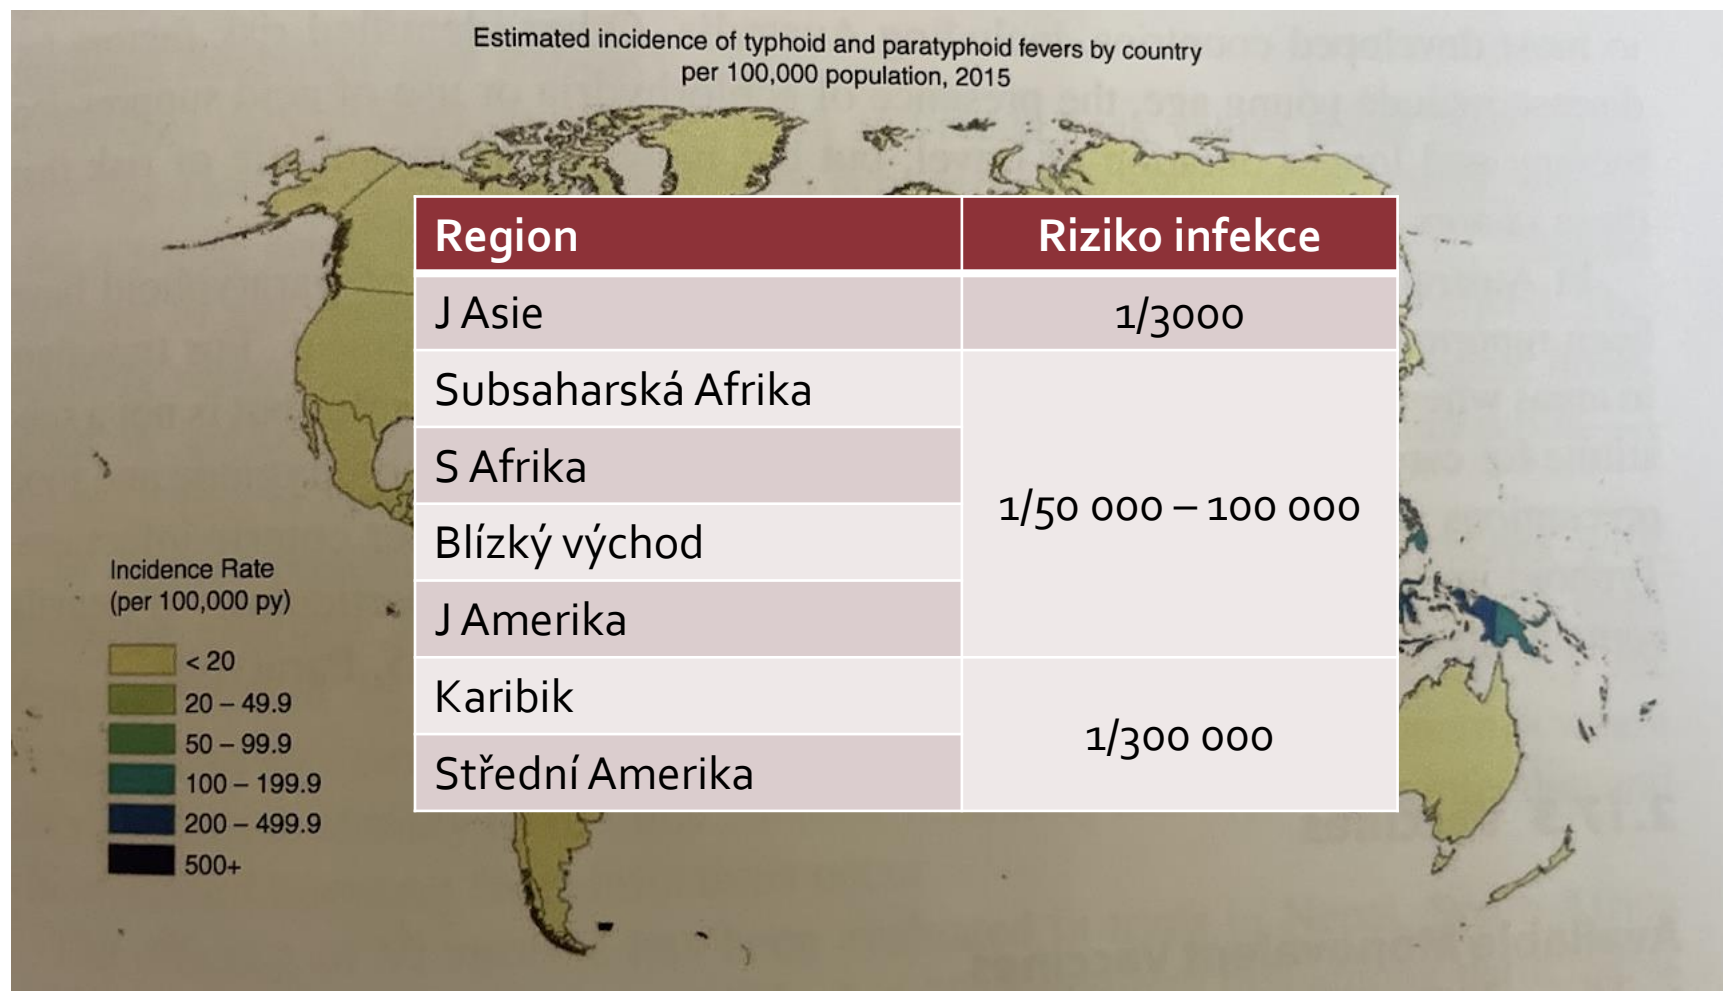 Estimated incidence of typhoid and paratyphoid fevers by country
per 100,000 population, 2015
Region
Riziko infekce
J Asie
1/3000
Subsaharská Afrika
S Afrika
Blízký východ
J Amerika
1/50 000 – 100 000
Karibik
Střední Amerika
1/300 000
Incidence Rate
(per 100,000 py)
< 20
20 – 49.9
50 – 99.9
100 – 199.9
200 – 499.9
500+